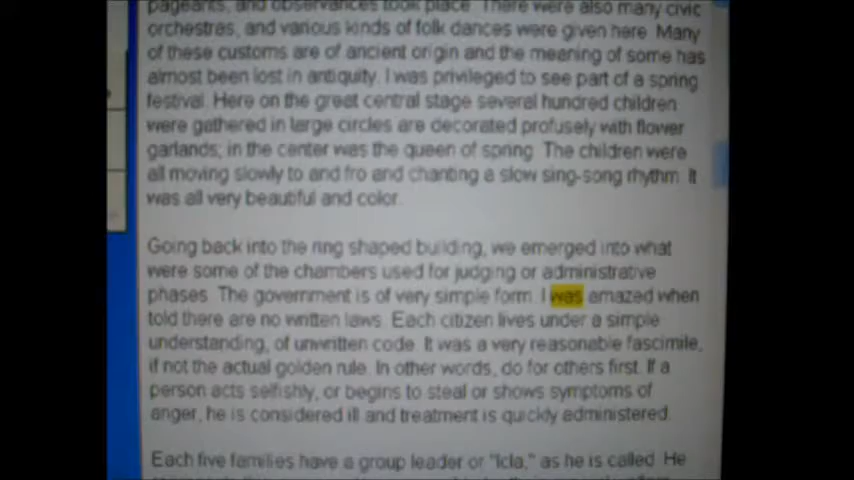 pageants, and observances took place. There were also many civic
orchestras, and various kinds of folk dances were given here. Many
of these customs are of ancient origin and the meaning of some has
almost been lost in antiquity. I was privileged to see part of a spring
festival. Here on the great central stage several hundred children
were gathered in large circles are decorated profusely with flower
garlands; in the center was the queen of spring. The children were
all moving slowly to and fro and chanting a slow sing-song rhythm. It
was all very beautiful and color.
Going back into the ring shaped building, we emerged into what
were some of the chambers used for judging or administrative
phases. The government is of very simple form. I was amazed when
told there are no written laws. Each citizen lives under a simple
understanding, of unwritten code. It was a very reasonable fascimile,
if not the actual golden rule. In other words, do for others first. If a
person acts selfishly, or begins to steal or shows symptoms of
anger, he is considered ill and treatment is quickly administered.
Each five families have a group leader or "Icla," as he is called. He